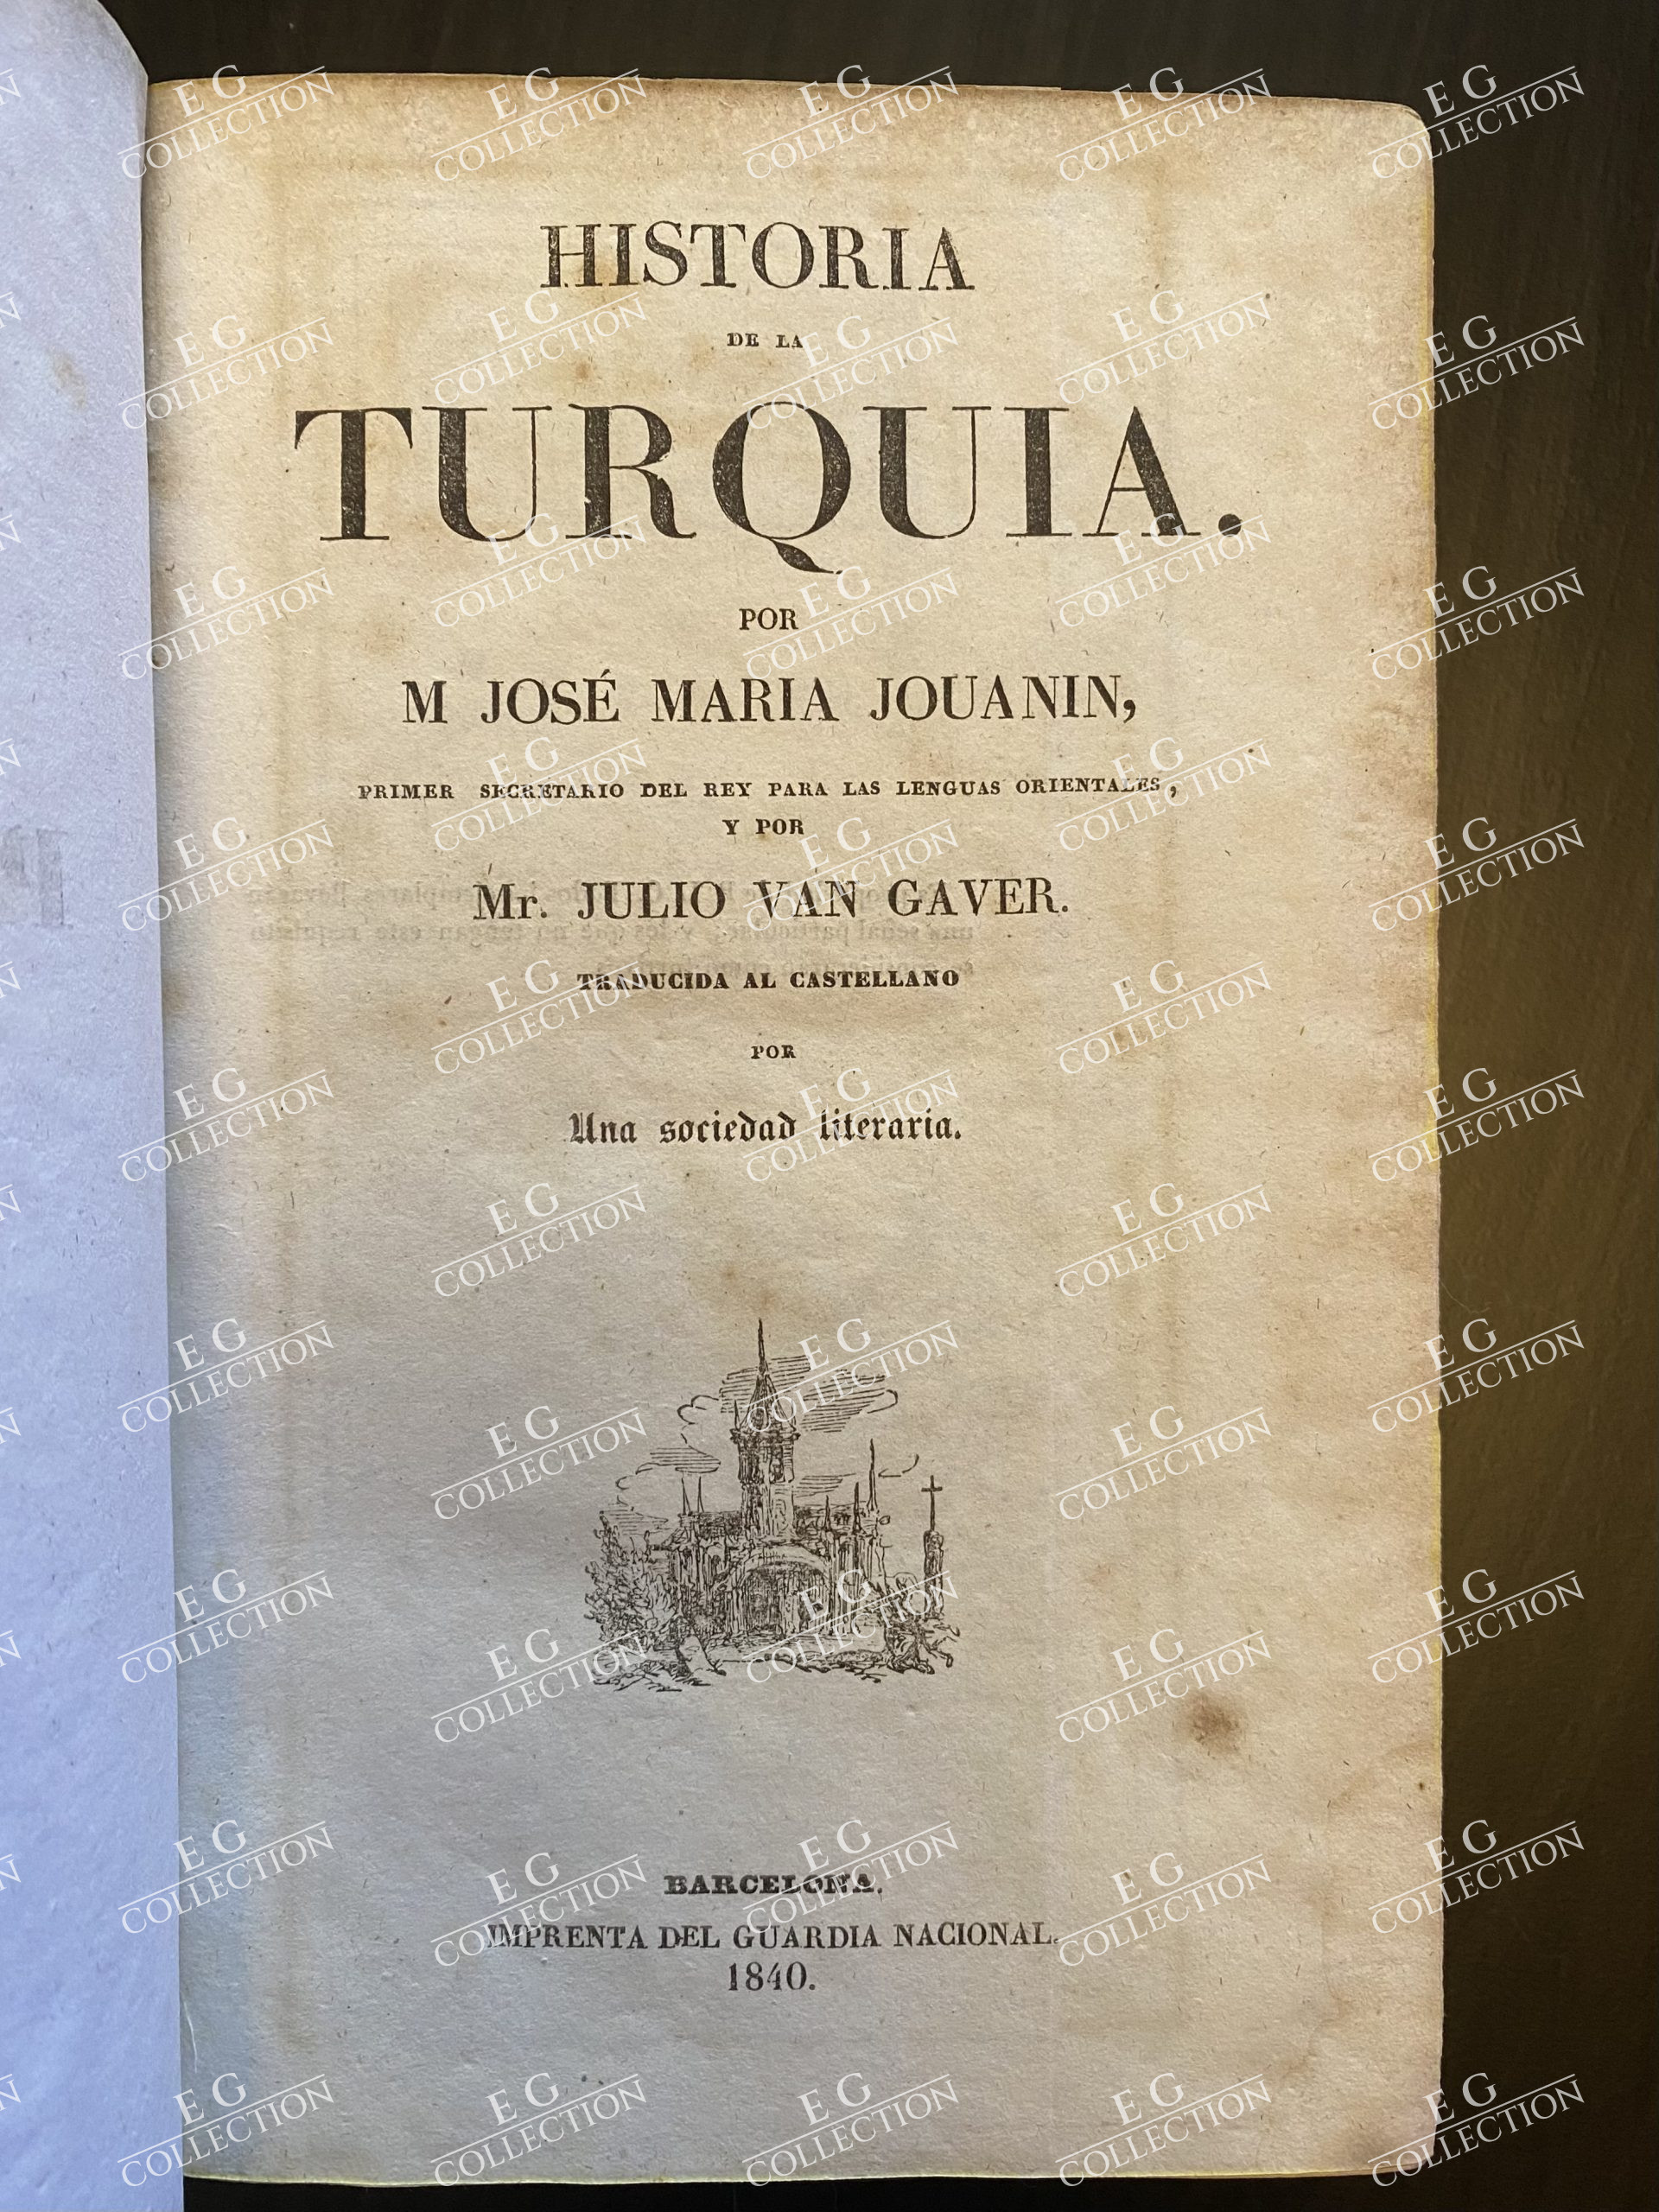 HISTORIA
DE LA
TURQUIA.
POR
M JOSÉ MARIA JOUANIN,
PRIMER SECRETARIO DEL REY PARA LAS LENGUAS ORIENTALES,
Y POR
Mr. JULIO VAN GAVER.
TRADUCIDA AL CASTELLANO
POR
Una sociedad literaria.
BARCELONA.
IMPRENTA DEL GUARDIA NACIONAL.
1840.
E G
COLLECTION